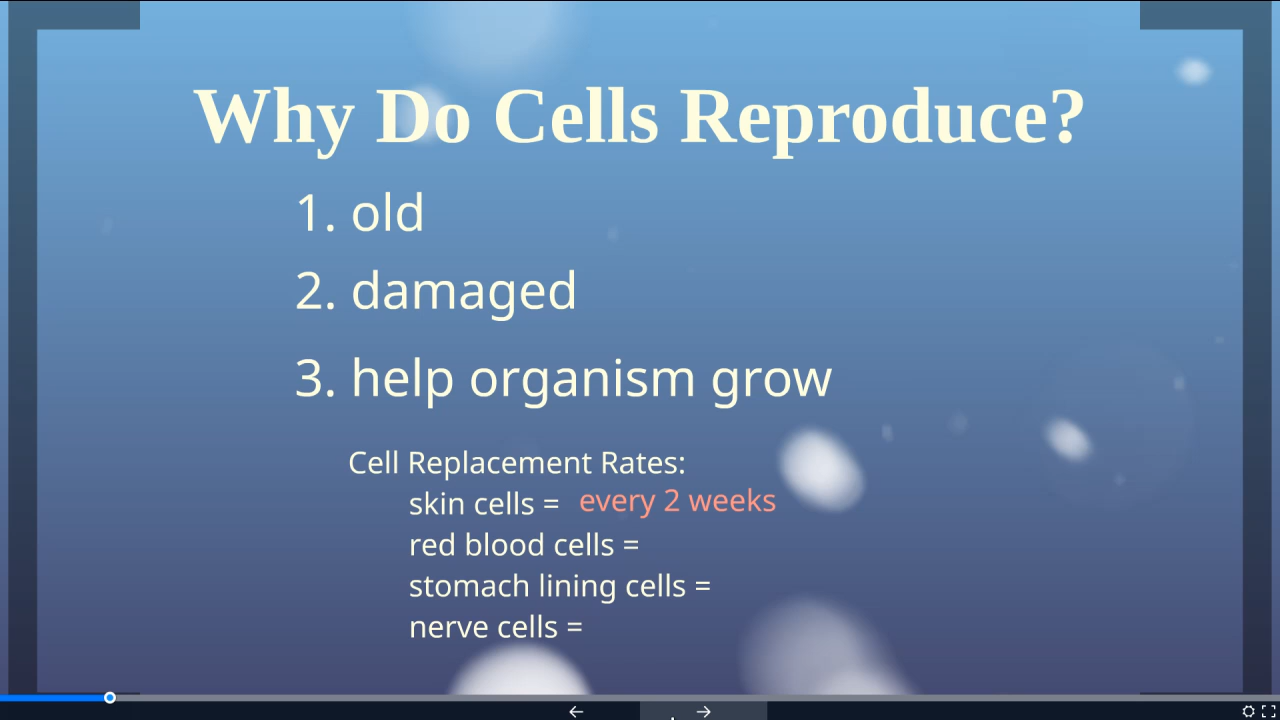 Why Do Cells Reproduce?
1. old
2. damaged
3. help organism grow
Cell Replacement Rates:
skin cells = every 2 weeks
red blood cells =
stomach lining cells =
nerve cells =